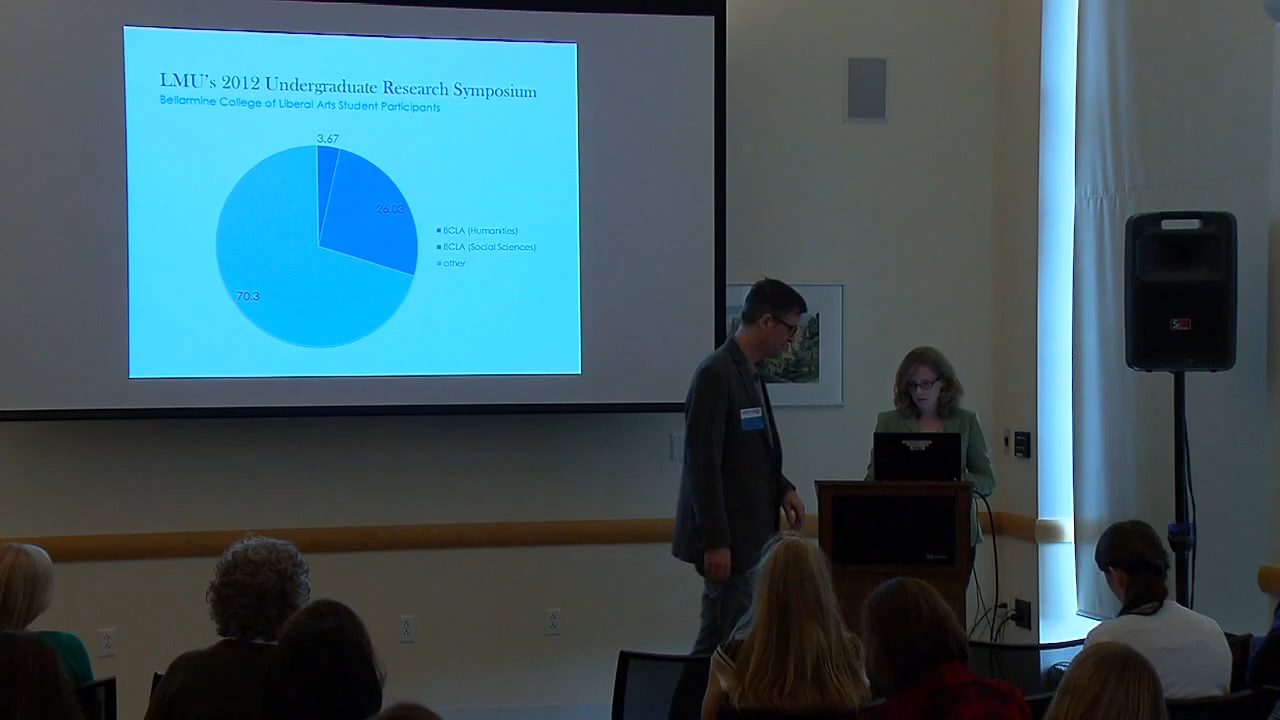 LMU's 2012 Undergraduate Research Symposium
Bellarmine College of Liberal Arts Student Participants
3.67
26.03
70.3
BCLA (Humanities)
BCLA (Social Sciences)
other